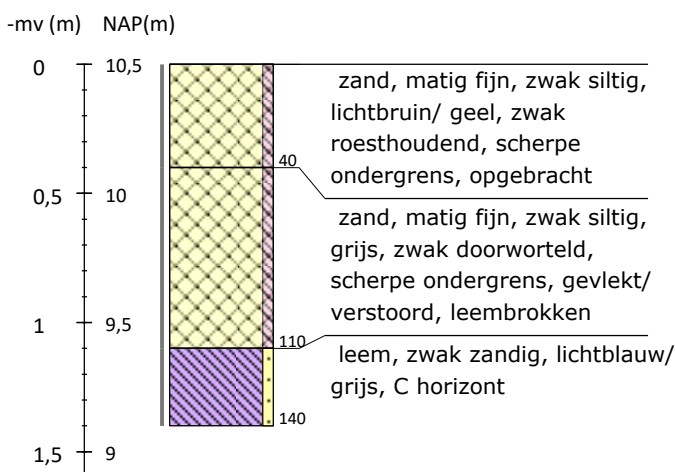 -mv (m) NAP(m)
0 10,5
zand, matig fijn, zwak siltig,
lichtbruin/ geel, zwak
roesthoudend, scherpe
ondergrens, opgebracht
40
0,5 10
zand, matig fijn, zwak siltig,
grijs, zwak doorworteld,
scherpe ondergrens, gevlekt/
verstoord, leembrokken
1 9,5
110
leem, zwak zandig, lichtblauw/
grijs, C horizont
140
1,5 9